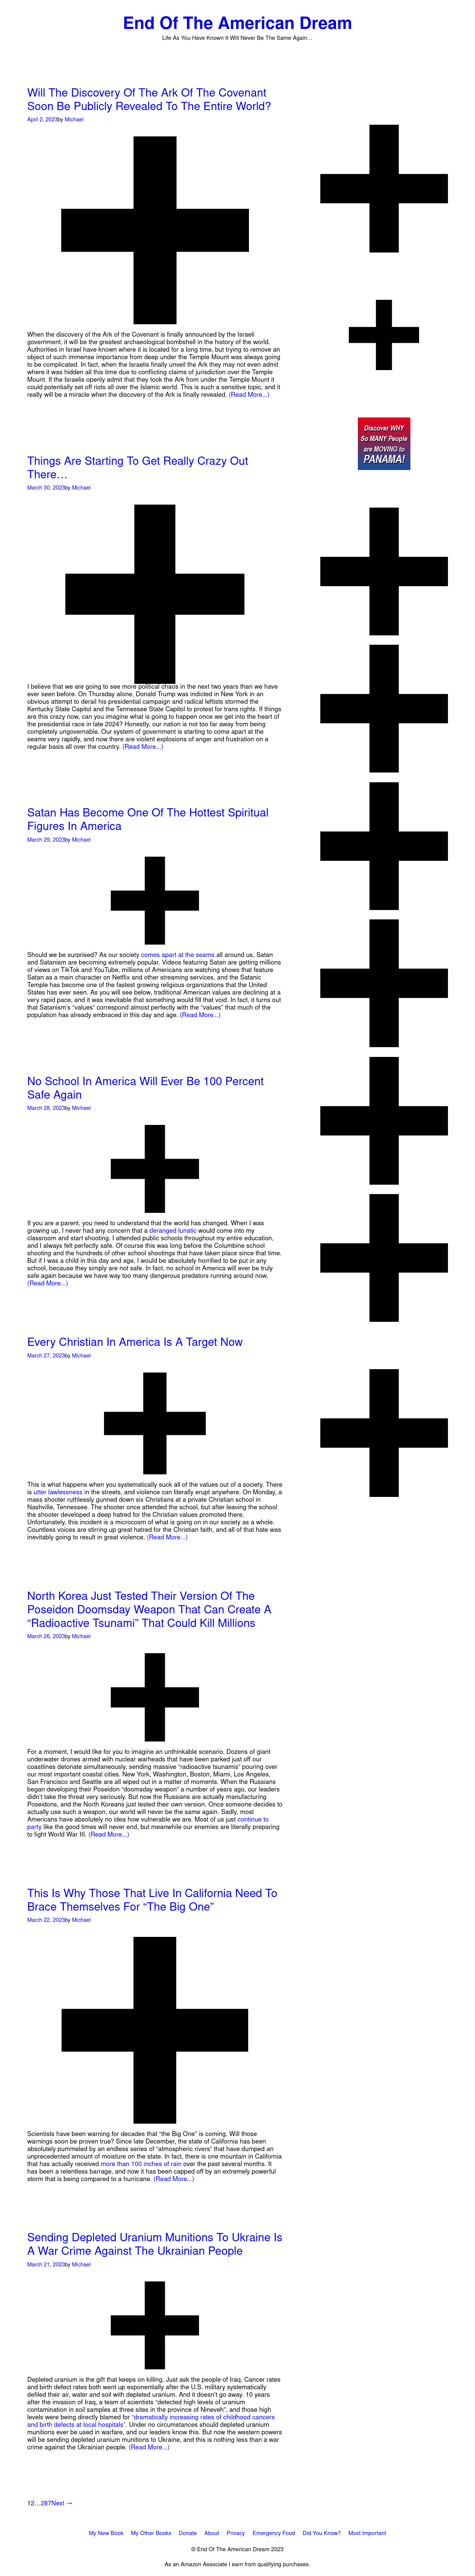 End Of The American Dream
Life As You Have Known It Will Never Be The Same Again…
Will The Discovery Of The Ark Of The Covenant
Soon Be Publicly Revealed To The Entire World?
April 2, 2023by Michael
When the discovery of the Ark of the Covenant is finally announced by the Israeli
government, it will be the greatest archaeological bombshell in the history of the world.
Authorities in Israel have known where it is located for a long time, but trying to remove an
object of such immense importance from deep under the Temple Mount was always going
to be complicated. In fact, when the Israelis finally unveil the Ark they may not even admit
where it was hidden all this time due to conflicting claims of jurisdiction over the Temple
Mount. If the Israelis openly admit that they took the Ark from under the Temple Mount it
could potentially set off riots all over the Islamic world. This is such a sensitive topic, and it
really will be a miracle when the discovery of the Ark is finally revealed. (Read More...)
Discover WHY
So MANY People
are MOVING to
PANAMA!
Things Are Starting To Get Really Crazy Out
There…
March 30, 2023by Michael
I believe that we are going to see more political chaos in the next two years than we have
ever seen before. On Thursday alone, Donald Trump was indicted in New York in an
obvious attempt to derail his presidential campaign and radical leftists stormed the
Kentucky State Capitol and the Tennessee State Capitol to protest for trans rights. If things
are this crazy now, can you imagine what is going to happen once we get into the heart of
the presidential race in late 2024? Honestly, our nation is not too far away from being
completely ungovernable. Our system of government is starting to come apart at the
seams very rapidly, and now there are violent explosions of anger and frustration on a
regular basis all over the country. (Read More...)
Satan Has Become One Of The Hottest Spiritual
Figures In America
March 29, 2023by Michael
Should we be surprised? As our society comes apart at the seams all around us, Satan
and Satanism are becoming extremely popular. Videos featuring Satan are getting millions
of views on TikTok and YouTube, millions of Americans are watching shows that feature
Satan as a main character on Netflix and other streaming services, and the Satanic
Temple has become one of the fastest growing religious organizations that the United
States has ever seen. As you will see below, traditional American values are declining at a
very rapid pace, and it was inevitable that something would fill that void. In fact, it turns out
that Satanism's “values” correspond almost perfectly with the “values” that much of the
population has already embraced in this day and age. (Read More...)
No School In America Will Ever Be 100 Percent
Safe Again
March 28, 2023by Michael
If you are a parent, you need to understand that the world has changed. When I was
growing up, I never had any concern that a deranged lunatic would come into my
classroom and start shooting. I attended public schools throughout my entire education,
and I always felt perfectly safe. Of course this was long before the Columbine school
shooting and the hundreds of other school shootings that have taken place since that time.
But if I was a child in this day and age, I would be absolutely horrified to be put in any
school, because they simply are not safe. In fact, no school in America will ever be truly
safe again because we have way too many dangerous predators running around now.
(Read More...)
Every Christian In America Is A Target Now
March 27, 2023by Michael
This is what happens when you systematically suck all of the values out of a society. There
is utter lawlessness in the streets, and violence can literally erupt anywhere. On Monday, a
mass shooter ruthlessly gunned down six Christians at a private Christian school in
Nashville, Tennessee. The shooter once attended the school, but after leaving the school
the shooter developed a deep hatred for the Christian values promoted there.
Unfortunately, this incident is a microcosm of what is going on in our society as a whole.
Countless voices are stirring up great hatred for the Christian faith, and all of that hate was
inevitably going to result in great violence. (Read More...)
North Korea Just Tested Their Version Of The
Poseidon Doomsday Weapon That Can Create A
“Radioactive Tsunami” That Could Kill Millions
March 26, 2023by Michael
For a moment, I would like for you to imagine an unthinkable scenario. Dozens of giant
underwater drones armed with nuclear warheads that have been parked just off our
coastlines detonate simultaneously, sending massive “radioactive tsunamis” pouring over
our most important coastal cities. New York, Washington, Boston, Miami, Los Angeles,
San Francisco and Seattle are all wiped out in a matter of moments. When the Russians
began developing their Poseidon “doomsday weapon” a number of years ago, our leaders
didn't take the threat very seriously. But now the Russians are actually manufacturing
Poseidons, and the North Koreans just tested their own version. Once someone decides to
actually use such a weapon, our world will never be the same again. Sadly, most
Americans have absolutely no idea how vulnerable we are. Most of us just continue to
party like the good times will never end, but meanwhile our enemies are literally preparing
to fight World War III. (Read More...)
This Is Why Those That Live In California Need To
Brace Themselves For “The Big One”
March 22, 2023by Michael
Scientists have been warning for decades that “the Big One” is coming. Will those
warnings soon be proven true? Since late December, the state of California has been
absolutely pummeled by an endless series of “atmospheric rivers” that have dumped an
unprecedented amount of moisture on the state. In fact, there is one mountain in California
that has actually received more than 100 inches of rain over the past several months. It
has been a relentless barrage, and now it has been capped off by an extremely powerful
storm that is being compared to a hurricane. (Read More...)
Sending Depleted Uranium Munitions To Ukraine Is
A War Crime Against The Ukrainian People
March 21, 2023by Michael
Depleted uranium is the gift that keeps on killing. Just ask the people of Iraq. Cancer rates
and birth defect rates both went up exponentially after the U.S. military systematically
defiled their air, water and soil with depleted uranium. And it doesn't go away. 10 years
after the invasion of Iraq, a team of scientists “detected high levels of uranium
contamination in soil samples at three sites in the province of Nineveh”, and those high
levels were being directly blamed for “dramatically increasing rates of childhood cancers
and birth defects at local hospitals”. Under no circumstances should depleted uranium
munitions ever be used in warfare, and our leaders know this. But now the western powers
will be sending depleted uranium munitions to Ukraine, and this is nothing less than a war
crime against the Ukrainian people. (Read More...)
12…287Next →
My New Book My Other Books Donate About Privacy Emergency Food Did You Know? Most Important
© End Of The American Dream 2023
As an Amazon Associate I earn from qualifying purchases.